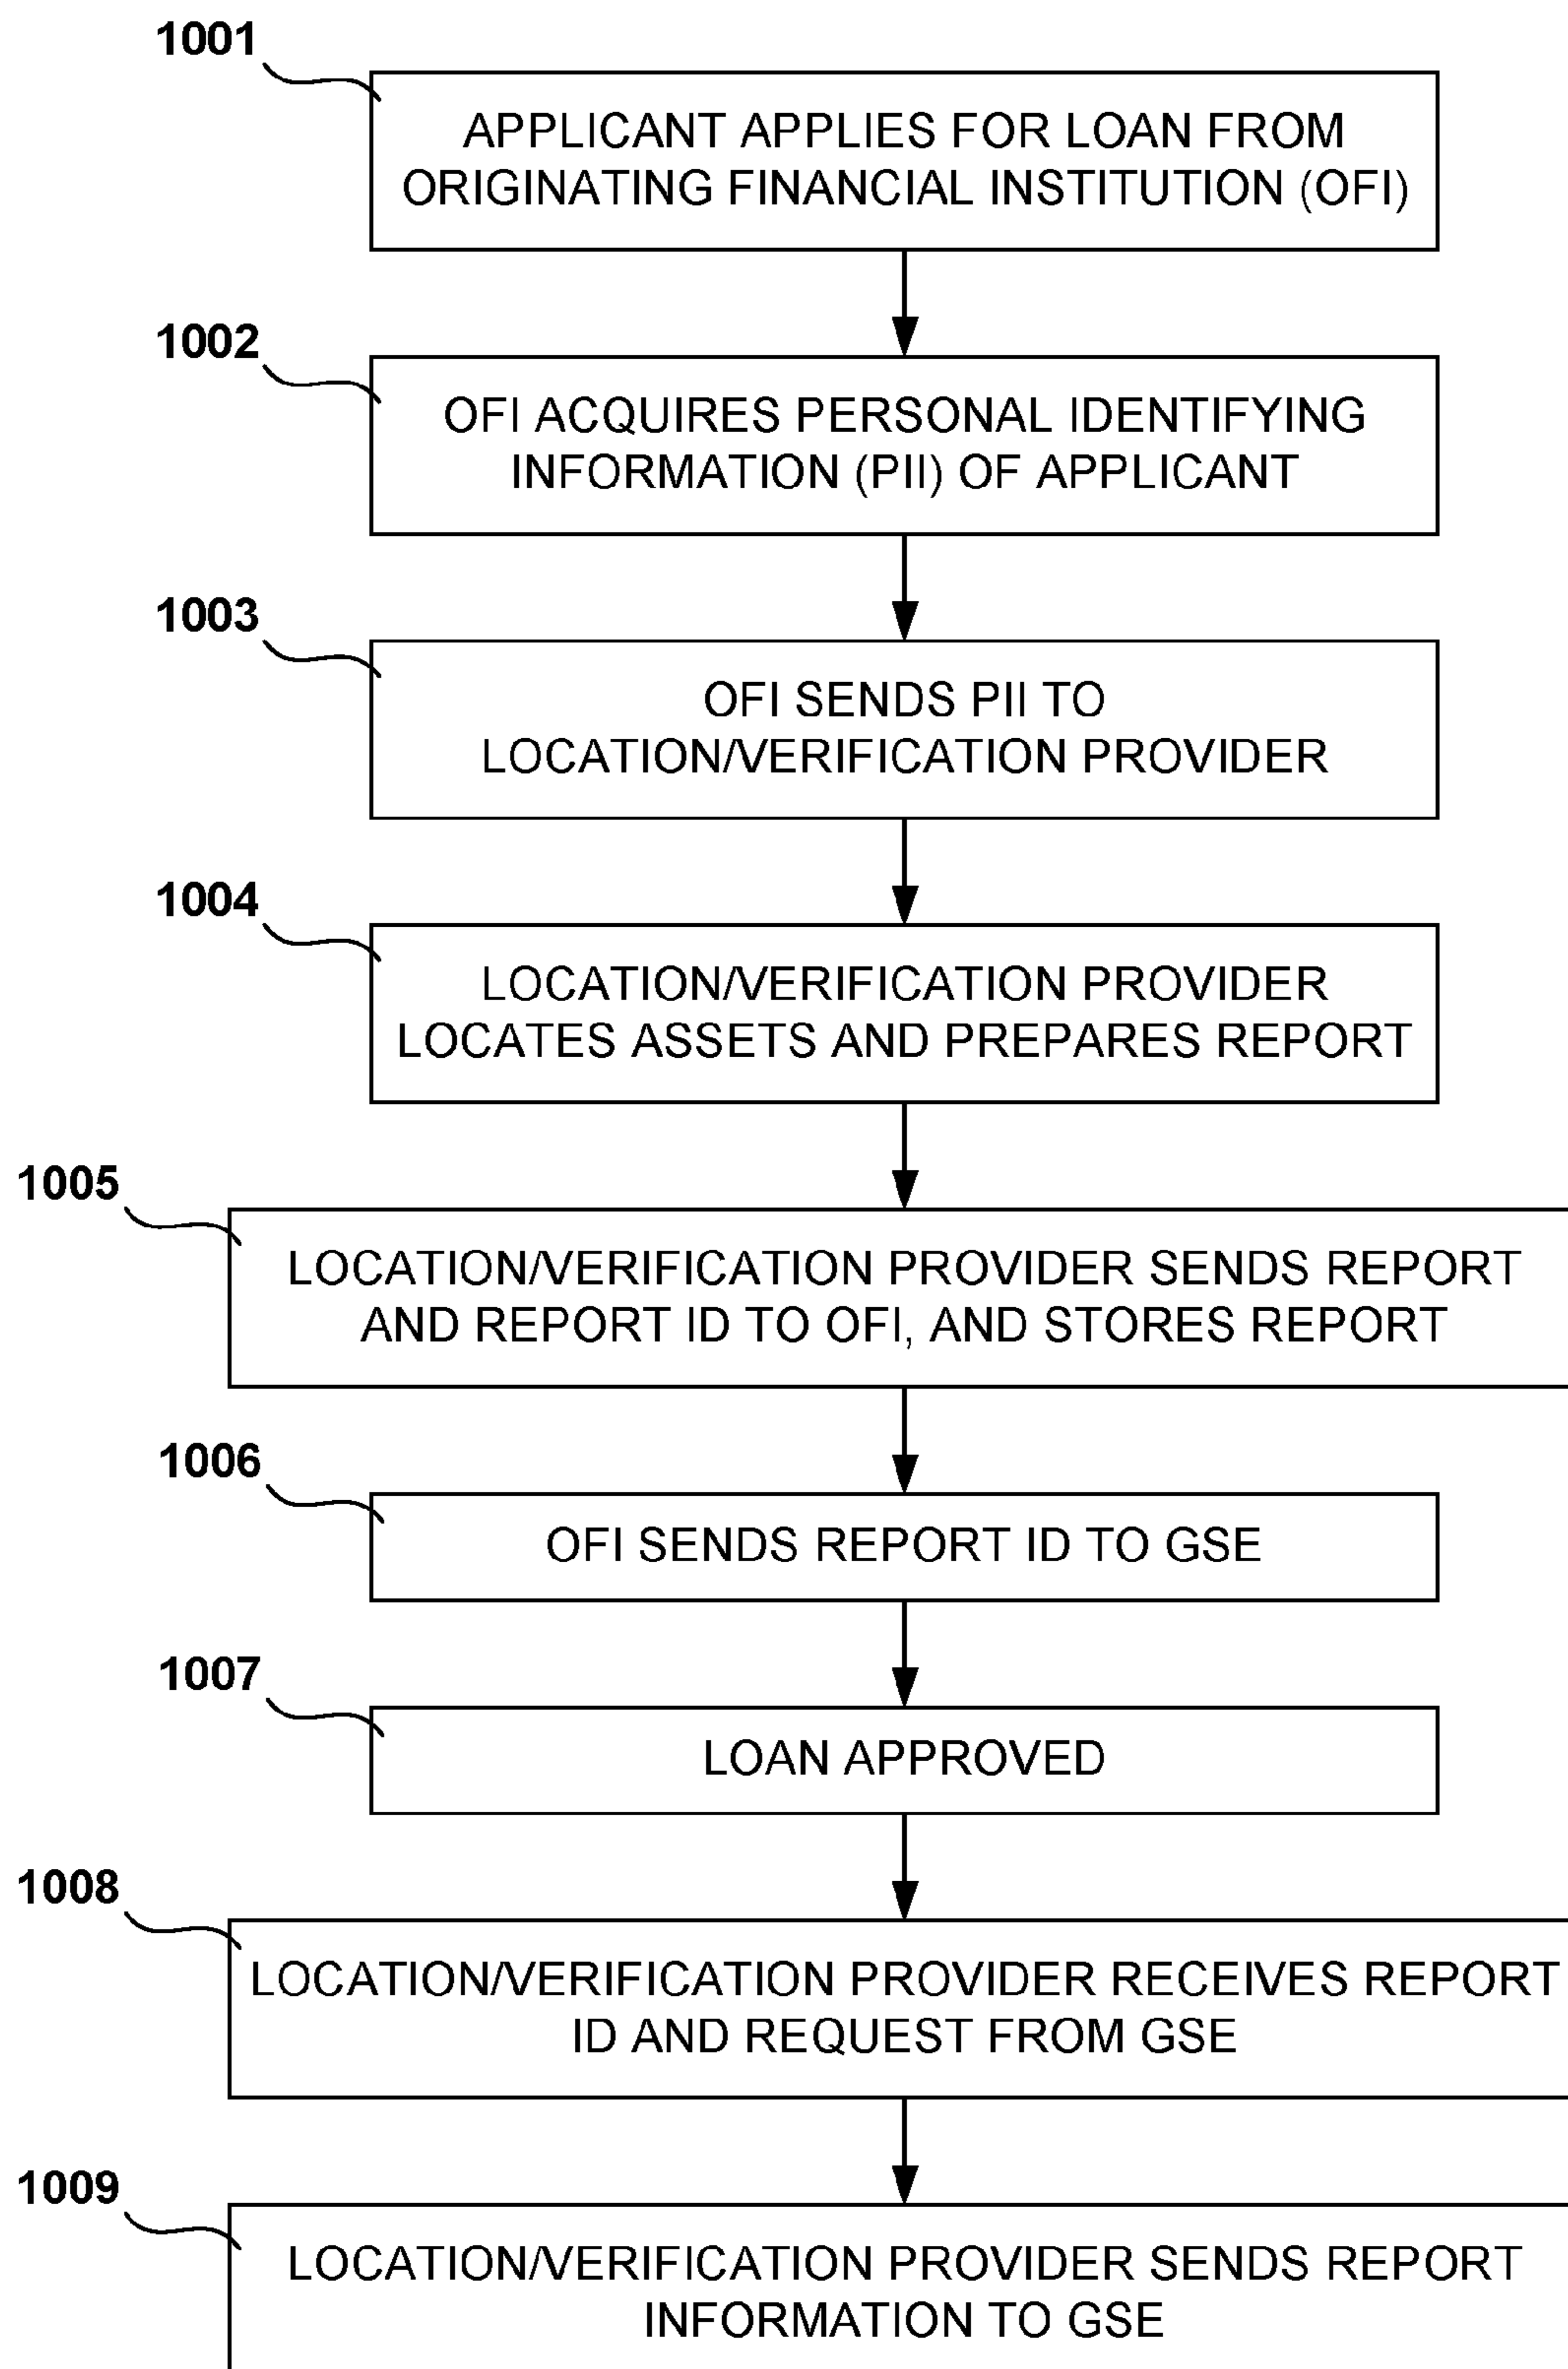 1001
APPLICANT APPLIES FOR LOAN FROM
ORIGINATING FINANCIAL INSTITUTION (OFI)
1002
OFI ACQUIRES PERSONAL IDENTIFYING
INFORMATION (PII) OF APPLICANT
1003
OFI SENDS PII TO
LOCATION/VERIFICATION PROVIDER
1004
LOCATION/VERIFICATION PROVIDER
LOCATES ASSETS AND PREPARES REPORT
1005
LOCATION/VERIFICATION PROVIDER SENDS REPORT
AND REPORT ID TO OFI, AND STORES REPORT
1006
OFI SENDS REPORT ID TO GSE
1007
LOAN APPROVED
1008
LOCATION/VERIFICATION PROVIDER RECEIVES REPORT
ID AND REQUEST FROM GSE
1009
LOCATION/VERIFICATION PROVIDER SENDS REPORT
INFORMATION TO GSE